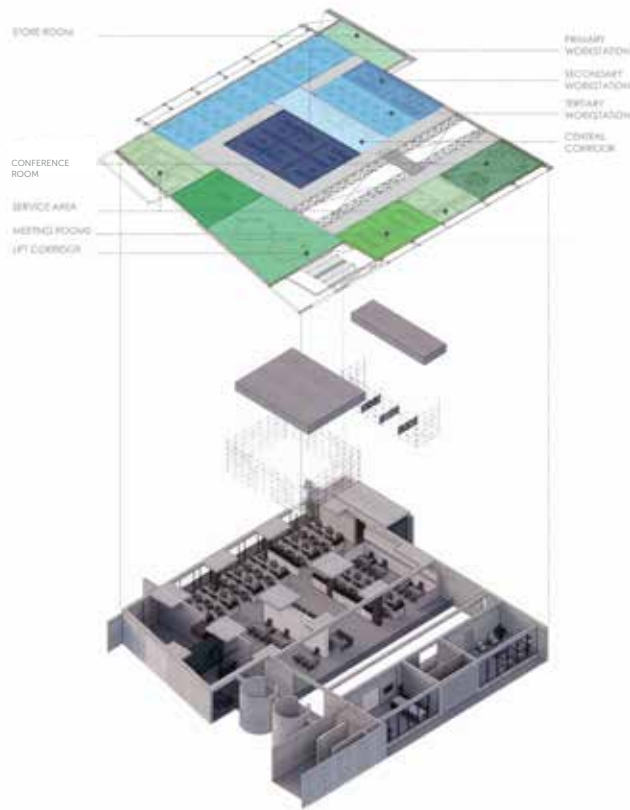 STORE ROOM
PRIMARY
WORKSTATION
SECONDARY
WORKSTATION
TERTIARY
WORKSTATION
CENTRAL
CORRIDOR
CONFERENCE
ROOM
SERVICE AREA
MEETING ROOMS
LIFT CORRIDOR